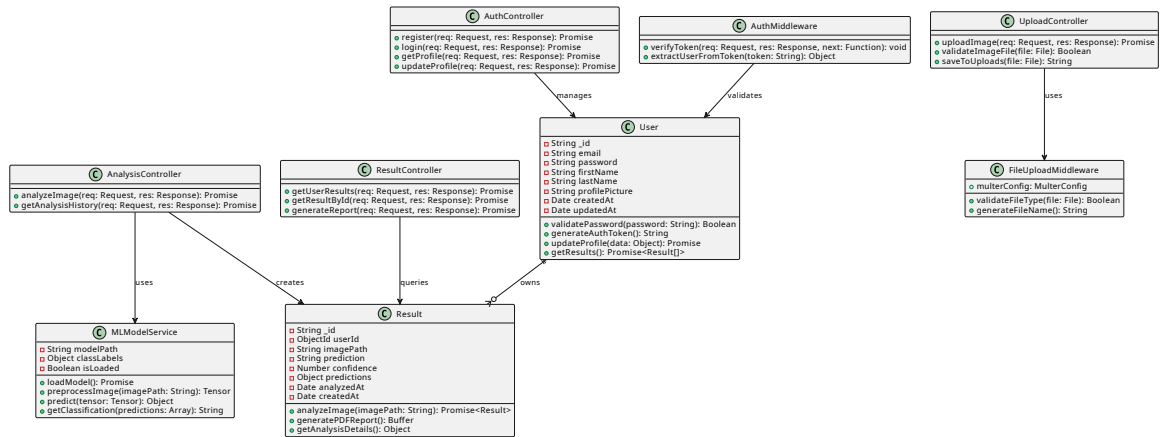 C AuthController
register(req: Request, res: Response): Promise
login(req: Request, res: Response): Promise
getProfile(req: Request, res: Response): Promise
updateProfile(req: Request, res: Response): Promise
C AuthMiddleware
verifyToken(req: Request, res: Response, next: Function): void
extractUserFromToken(token: String): Object
C UploadController
uploadImage(req: Request, res: Response): Promise
validateImageFile(file: File): Boolean
saveToUploads(file: File): String
manages
validates
uses
C User
String _id
String email
String password
String firstName
String lastName
String profilePicture
Date createdAt
Date updatedAt
validatePassword(password: String): Boolean
generateAuthToken(): String
updateProfile(data: Object): Promise
getResults(): Promise<Result[]>
C AnalysisController
analyzeImage(req: Request, res: Response): Promise
getAnalysisHistory(req: Request, res: Response): Promise
C ResultController
getUserResults(req: Request, res: Response): Promise
getResultById(req: Request, res: Response): Promise
generateReport(req: Request, res: Response): Promise
C FileUploadMiddleware
multerConfig: MulterConfig
validateFileType(file: File): Boolean
generateFileName(): String
uses
creates
queries
owns
C MLModelService
String modelPath
Object classLabels
Boolean isLoaded
loadModel(): Promise
preprocessImage(imagePath: String): Tensor
predict(tensor: Tensor): Object
getClassification(predictions: Array): String
C Result
String _id
ObjectId userId
String imagePath
String prediction
Number confidence
Object predictions
Date analyzedAt
Date createdAt
analyzeImage(imagePath: String): Promise<Result>
generatePDFReport(): Buffer
getAnalysisDetails(): Object